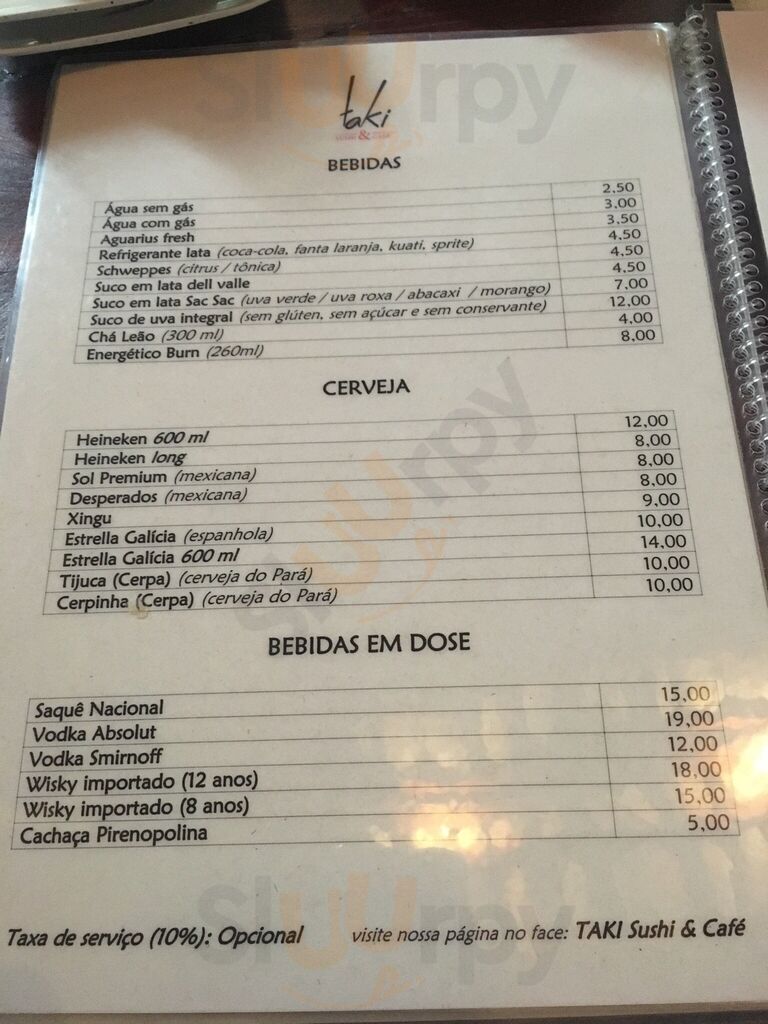 taki
&
BEBIDAS
Água sem gás 2,50
Água com gás 3,00
Aguarius fresh 3,50
Refrigerante lata (coca-cola, fanta laranja, kuati, sprite) 4,50
Schweppes (citrus / tônica) 4,50
Suco em lata dell valle 4,50
Suco em lata Sac Sac (uva verde / uva roxa / abacaxi / morango) 7,00
Suco de uva integral (sem glúten, sem açúcar e sem conservante) 12,00
Chá Leão (300 ml) 4,00
Energético Burn (260ml) 8,00
CERVEJA
Heineken 600 ml 12,00
Heineken long 8,00
Sol Premium (mexicana) 8,00
Desperados (mexicana) 8,00
Xingu 9,00
Estrella Galícia (espanhola) 10,00
Estrella Galícia 600 ml 14,00
Tijuca (Cerpa) (cerveja do Pará) 10,00
Cerpinha (Cerpa) (cerveja do Pará) 10,00
BEBIDAS EM DOSE
Saquê Nacional 15,00
Vodka Absolut 19,00
Vodka Smirnoff 12,00
Wisky importado (12 anos) 18,00
Wisky importado (8 anos) 15,00
Cachaça Pirenopolina 5,00
Taxa de serviço (10%): Opcional visite nossa página no face: TAKI Sushi & Café
sluurpy
sluurpy
sluurpy